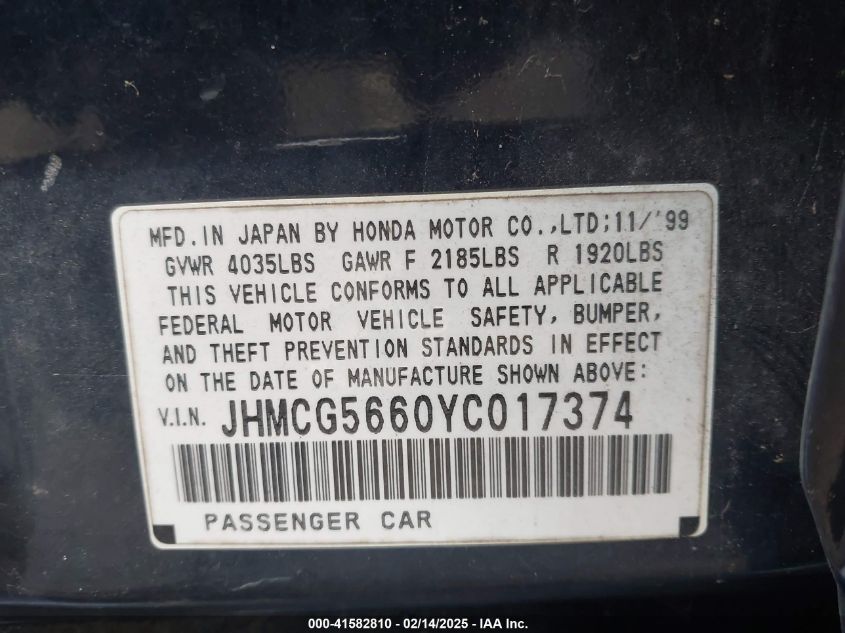 MFD. IN JAPAN BY HONDA MOTOR CO.,LTD;11/'99
GVWR 4035LBS GAWR F 2185LBS R 1920LBS
THIS VEHICLE CONFORMS TO ALL APPLICABLE
FEDERAL MOTOR VEHICLE SAFETY, BUMPER,
AND THEFT PREVENTION STANDARDS IN EFFECT
ON THE DATE OF MANUFACTURE SHOWN ABOVE:
V.I.N. JHMCG5660YC017374
PASSENGER CAR
000-41582810 - 02/14/2025 - IAA Inc.